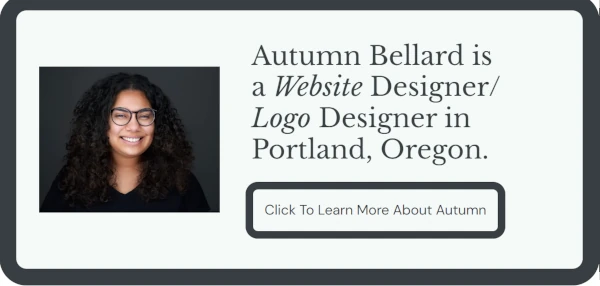 Autumn Bellard is
a Website Designer/
Logo Designer in
Portland, Oregon.
Click To Learn More About Autumn